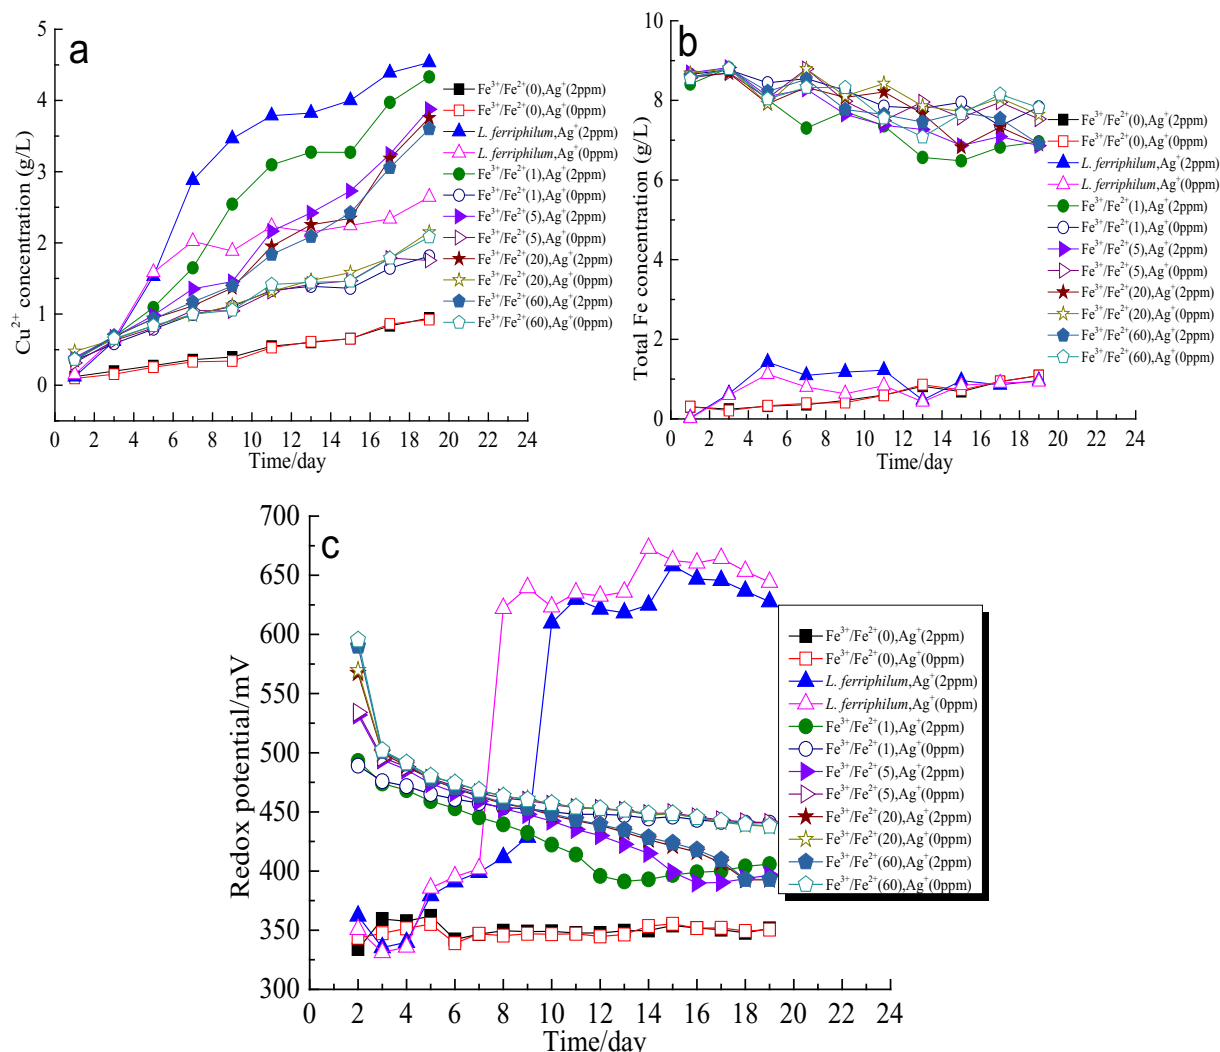 a
Cu²⁺ concentration (g/L)
5
4
3
2
1
0
0 2 4 6 8 10 12 14 16 18 20 22 24
Time/day
Fe³⁺/Fe²⁺(0),Ag⁺(2ppm)
Fe³⁺/Fe²⁺(0),Ag⁺(0ppm)
L. ferriphilum,Ag⁺(2ppm)
L. ferriphilum,Ag⁺(0ppm)
Fe³⁺/Fe²⁺(1),Ag⁺(2ppm)
Fe³⁺/Fe²⁺(1),Ag⁺(0ppm)
Fe³⁺/Fe²⁺(5),Ag⁺(2ppm)
Fe³⁺/Fe²⁺(5),Ag⁺(0ppm)
Fe³⁺/Fe²⁺(20),Ag⁺(2ppm)
Fe³⁺/Fe²⁺(20),Ag⁺(0ppm)
Fe³⁺/Fe²⁺(60),Ag⁺(2ppm)
Fe³⁺/Fe²⁺(60),Ag⁺(0ppm)
b
Total Fe concentration (g/L)
10
8
6
4
2
0
0 2 4 6 8 10 12 14 16 18 20 22 24
Time/day
Fe³⁺/Fe²⁺(0),Ag⁺(2ppm)
Fe³⁺/Fe²⁺(0),Ag⁺(0ppm)
L. ferriphilum,Ag⁺(2ppm)
L. ferriphilum,Ag⁺(0ppm)
Fe³⁺/Fe²⁺(1),Ag⁺(2ppm)
Fe³⁺/Fe²⁺(1),Ag⁺(0ppm)
Fe³⁺/Fe²⁺(5),Ag⁺(2ppm)
Fe³⁺/Fe²⁺(5),Ag⁺(0ppm)
Fe³⁺/Fe²⁺(20),Ag⁺(2ppm)
Fe³⁺/Fe²⁺(20),Ag⁺(0ppm)
Fe³⁺/Fe²⁺(60),Ag⁺(2ppm)
Fe³⁺/Fe²⁺(60),Ag⁺(0ppm)
c
Redox potential/mV
700
650
600
550
500
450
400
350
300
0 2 4 6 8 10 12 14 16 18 20 22 24
Time/day
Fe³⁺/Fe²⁺(0),Ag⁺(2ppm)
Fe³⁺/Fe²⁺(0),Ag⁺(0ppm)
L. ferriphilum,Ag⁺(2ppm)
L. ferriphilum,Ag⁺(0ppm)
Fe³⁺/Fe²⁺(1),Ag⁺(2ppm)
Fe³⁺/Fe²⁺(1),Ag⁺(0ppm)
Fe³⁺/Fe²⁺(5),Ag⁺(2ppm)
Fe³⁺/Fe²⁺(5),Ag⁺(0ppm)
Fe³⁺/Fe²⁺(20),Ag⁺(2ppm)
Fe³⁺/Fe²⁺(20),Ag⁺(0ppm)
Fe³⁺/Fe²⁺(60),Ag⁺(2ppm)
Fe³⁺/Fe²⁺(60),Ag⁺(0ppm)